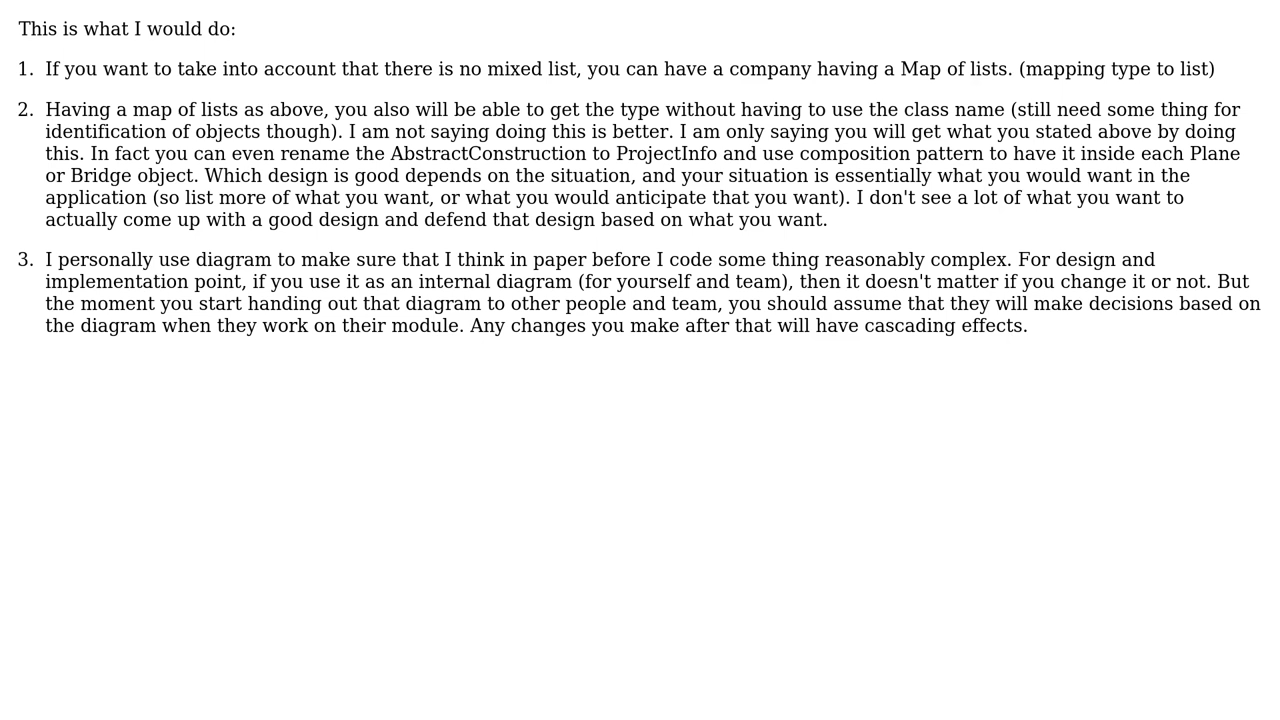 This is what I would do:
1. If you want to take into account that there is no mixed list, you can have a company having a Map of lists. (mapping type to list)
2. Having a map of lists as above, you also will be able to get the type without having to use the class name (still need some thing for
identification of objects though). I am not saying doing this is better. I am only saying you will get what you stated above by doing
this. In fact you can even rename the AbstractConstruction to ProjectInfo and use composition pattern to have it inside each Plane
or Bridge object. Which design is good depends on the situation, and your situation is essentially what you would want in the
application (so list more of what you want, or what you would anticipate that you want). I don't see a lot of what you want to
actually come up with a good design and defend that design based on what you want.
3. I personally use diagram to make sure that I think in paper before I code some thing reasonably complex. For design and
implementation point, if you use it as an internal diagram (for yourself and team), then it doesn't matter if you change it or not. But
the moment you start handing out that diagram to other people and team, you should assume that they will make decisions based on
the diagram when they work on their module. Any changes you make after that will have cascading effects.